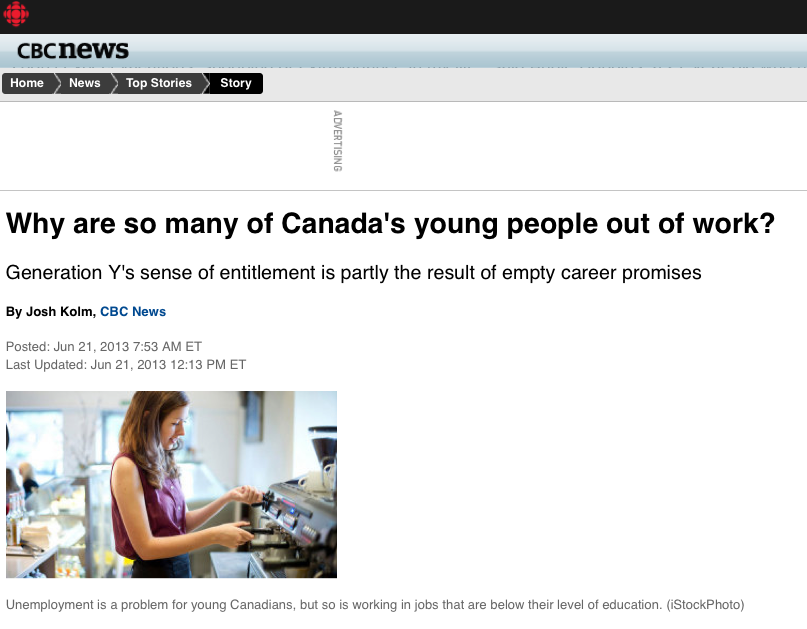 CBCnews
Home News Top Stories Story
ADVERTISING
Why are so many of Canada's young people out of work?
Generation Y's sense of entitlement is partly the result of empty career promises
By Josh Kolm, CBC News
Posted: Jun 21, 2013 7:53 AM ET
Last Updated: Jun 21, 2013 12:13 PM ET
Unemployment is a problem for young Canadians, but so is working in jobs that are below their level of education. (iStockPhoto)